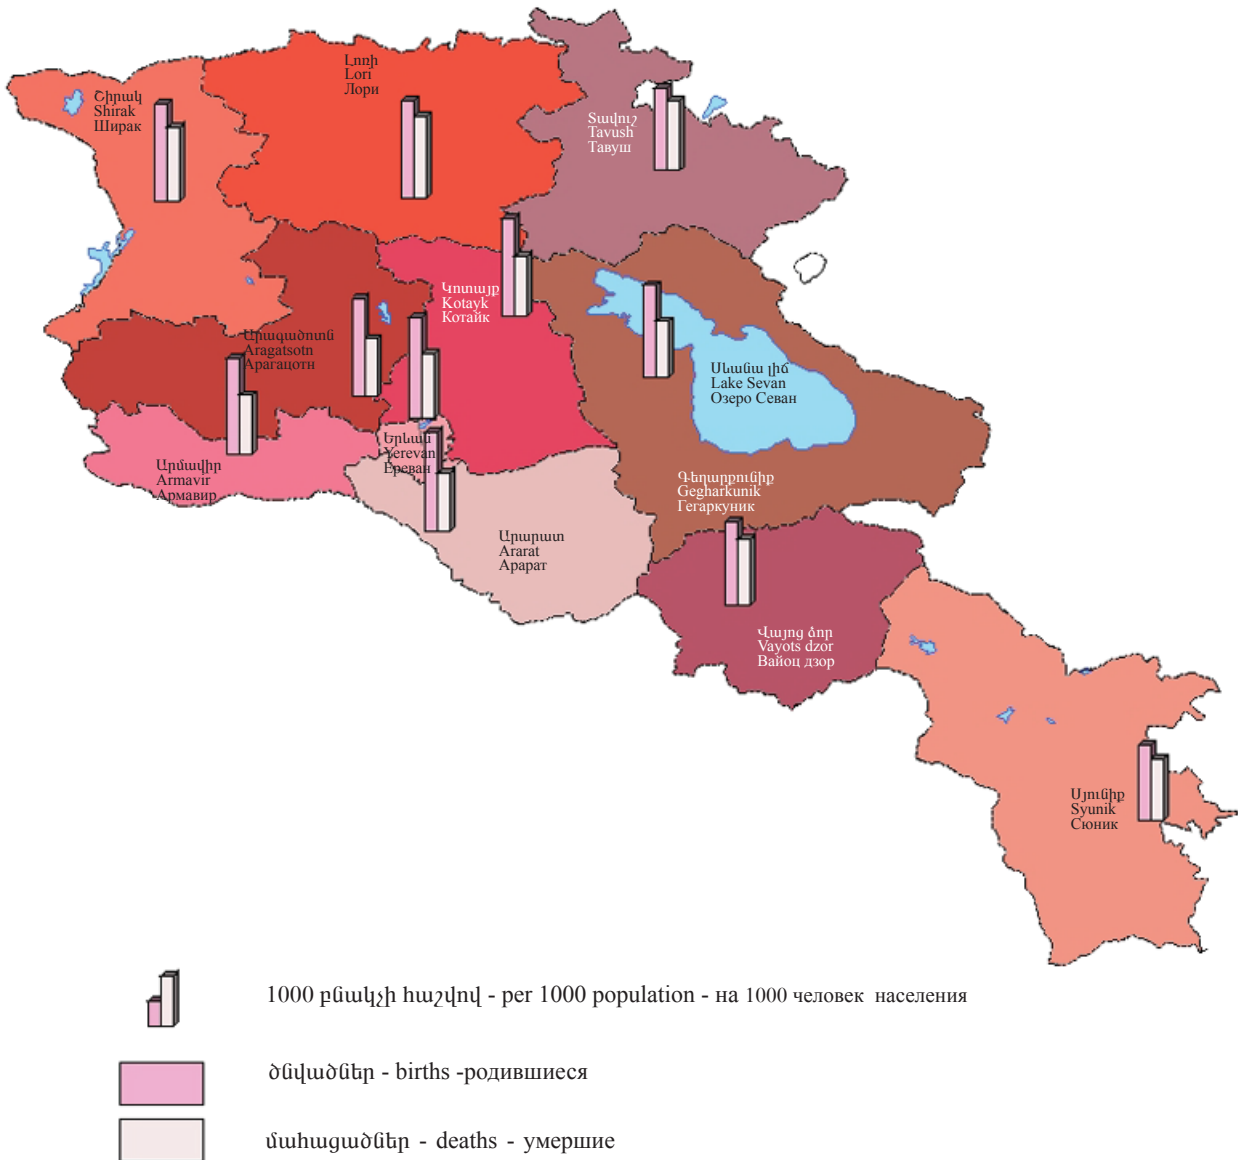 Լոռի
Lori
Лори
Շիրակ
Shirak
Ширак
Տավուշ
Tavush
Тавуш
Կոտայք
Kotayk
Котайк
Արագածոտն
Aragatsotn
Арагацотн
Սևանա լիճ
Lake Sevan
Озеро Севан
Երևան
Yerevan
Ереван
Արմավիր
Armavir
Армавир
Գեղարքունիք
Gegharkunik
Гегаркуник
Արարատ
Ararat
Арарат
Վայոց ձոր
Vayots dzor
Вайоц дзор
Սյունիք
Syunik
Сюник
1000 բնակչի հաշվով - per 1000 population - на 1000 человек населения
ծնվածներ - births -родившиеся
մահացածներ - deaths - умершие